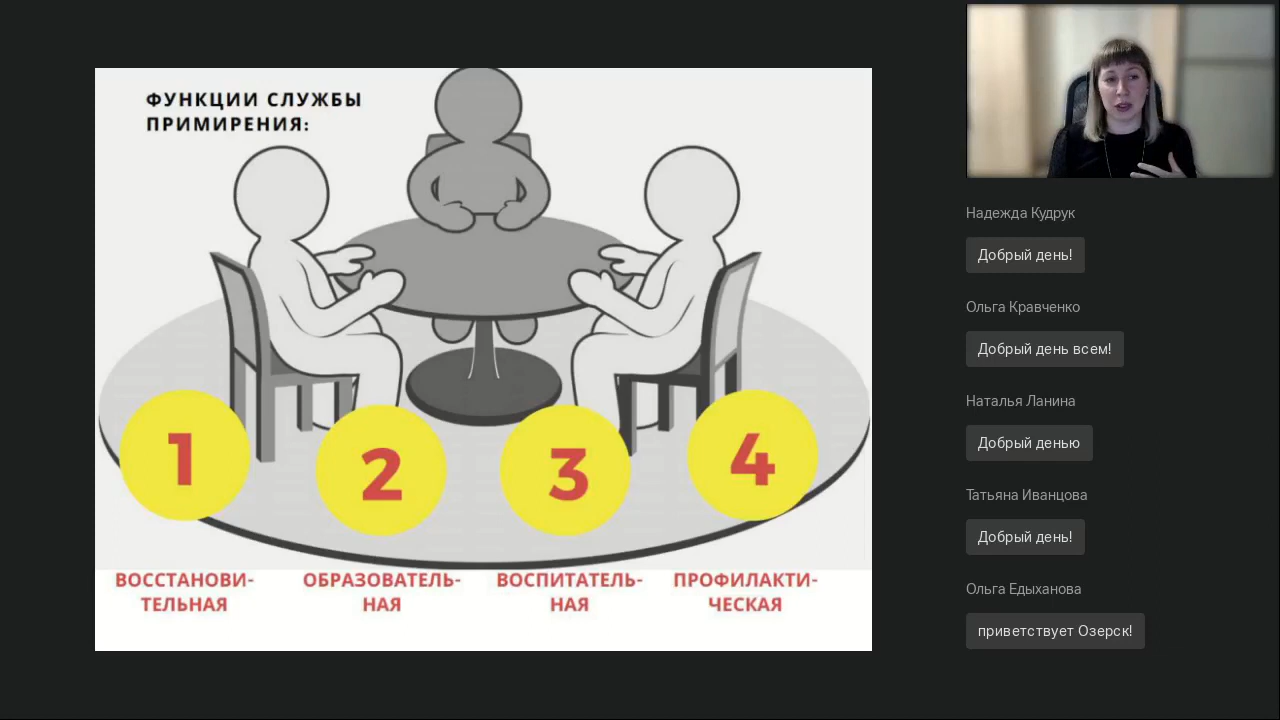 ФУНКЦИИ СЛУЖБЫ
ПРИМИРЕНИЯ:
1
2
3
4
ВОССТАНОВИ-
ТЕЛЬНАЯ
ОБРАЗОВАТЕЛЬ-
НАЯ
ВОСПИТАТЕЛЬ-
НАЯ
ПРОФИЛАКТИ-
ЧЕСКАЯ
Надежда Кудрук
Добрый день!
Ольга Кравченко
Добрый день всем!
Наталья Ланина
Добрый денью
Татьяна Иванцова
Добрый день!
Ольга Едыханова
приветствует Озерск!